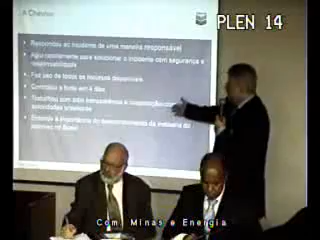 PLEN 14
A Chevron
Respondeu ao incidente de uma maneira responsável
Agiu rapidamente para solucionar o incidente com segurança e responsabilidade
Fez uso de todos os recursos disponíveis
Controlou a fonte em 4 dias
Trabalhou com total transparência e cooperação com as autoridades brasileiras
Entende a importância do desenvolvimento da indústria do petróleo no Brasil
Com. Minas e Energia